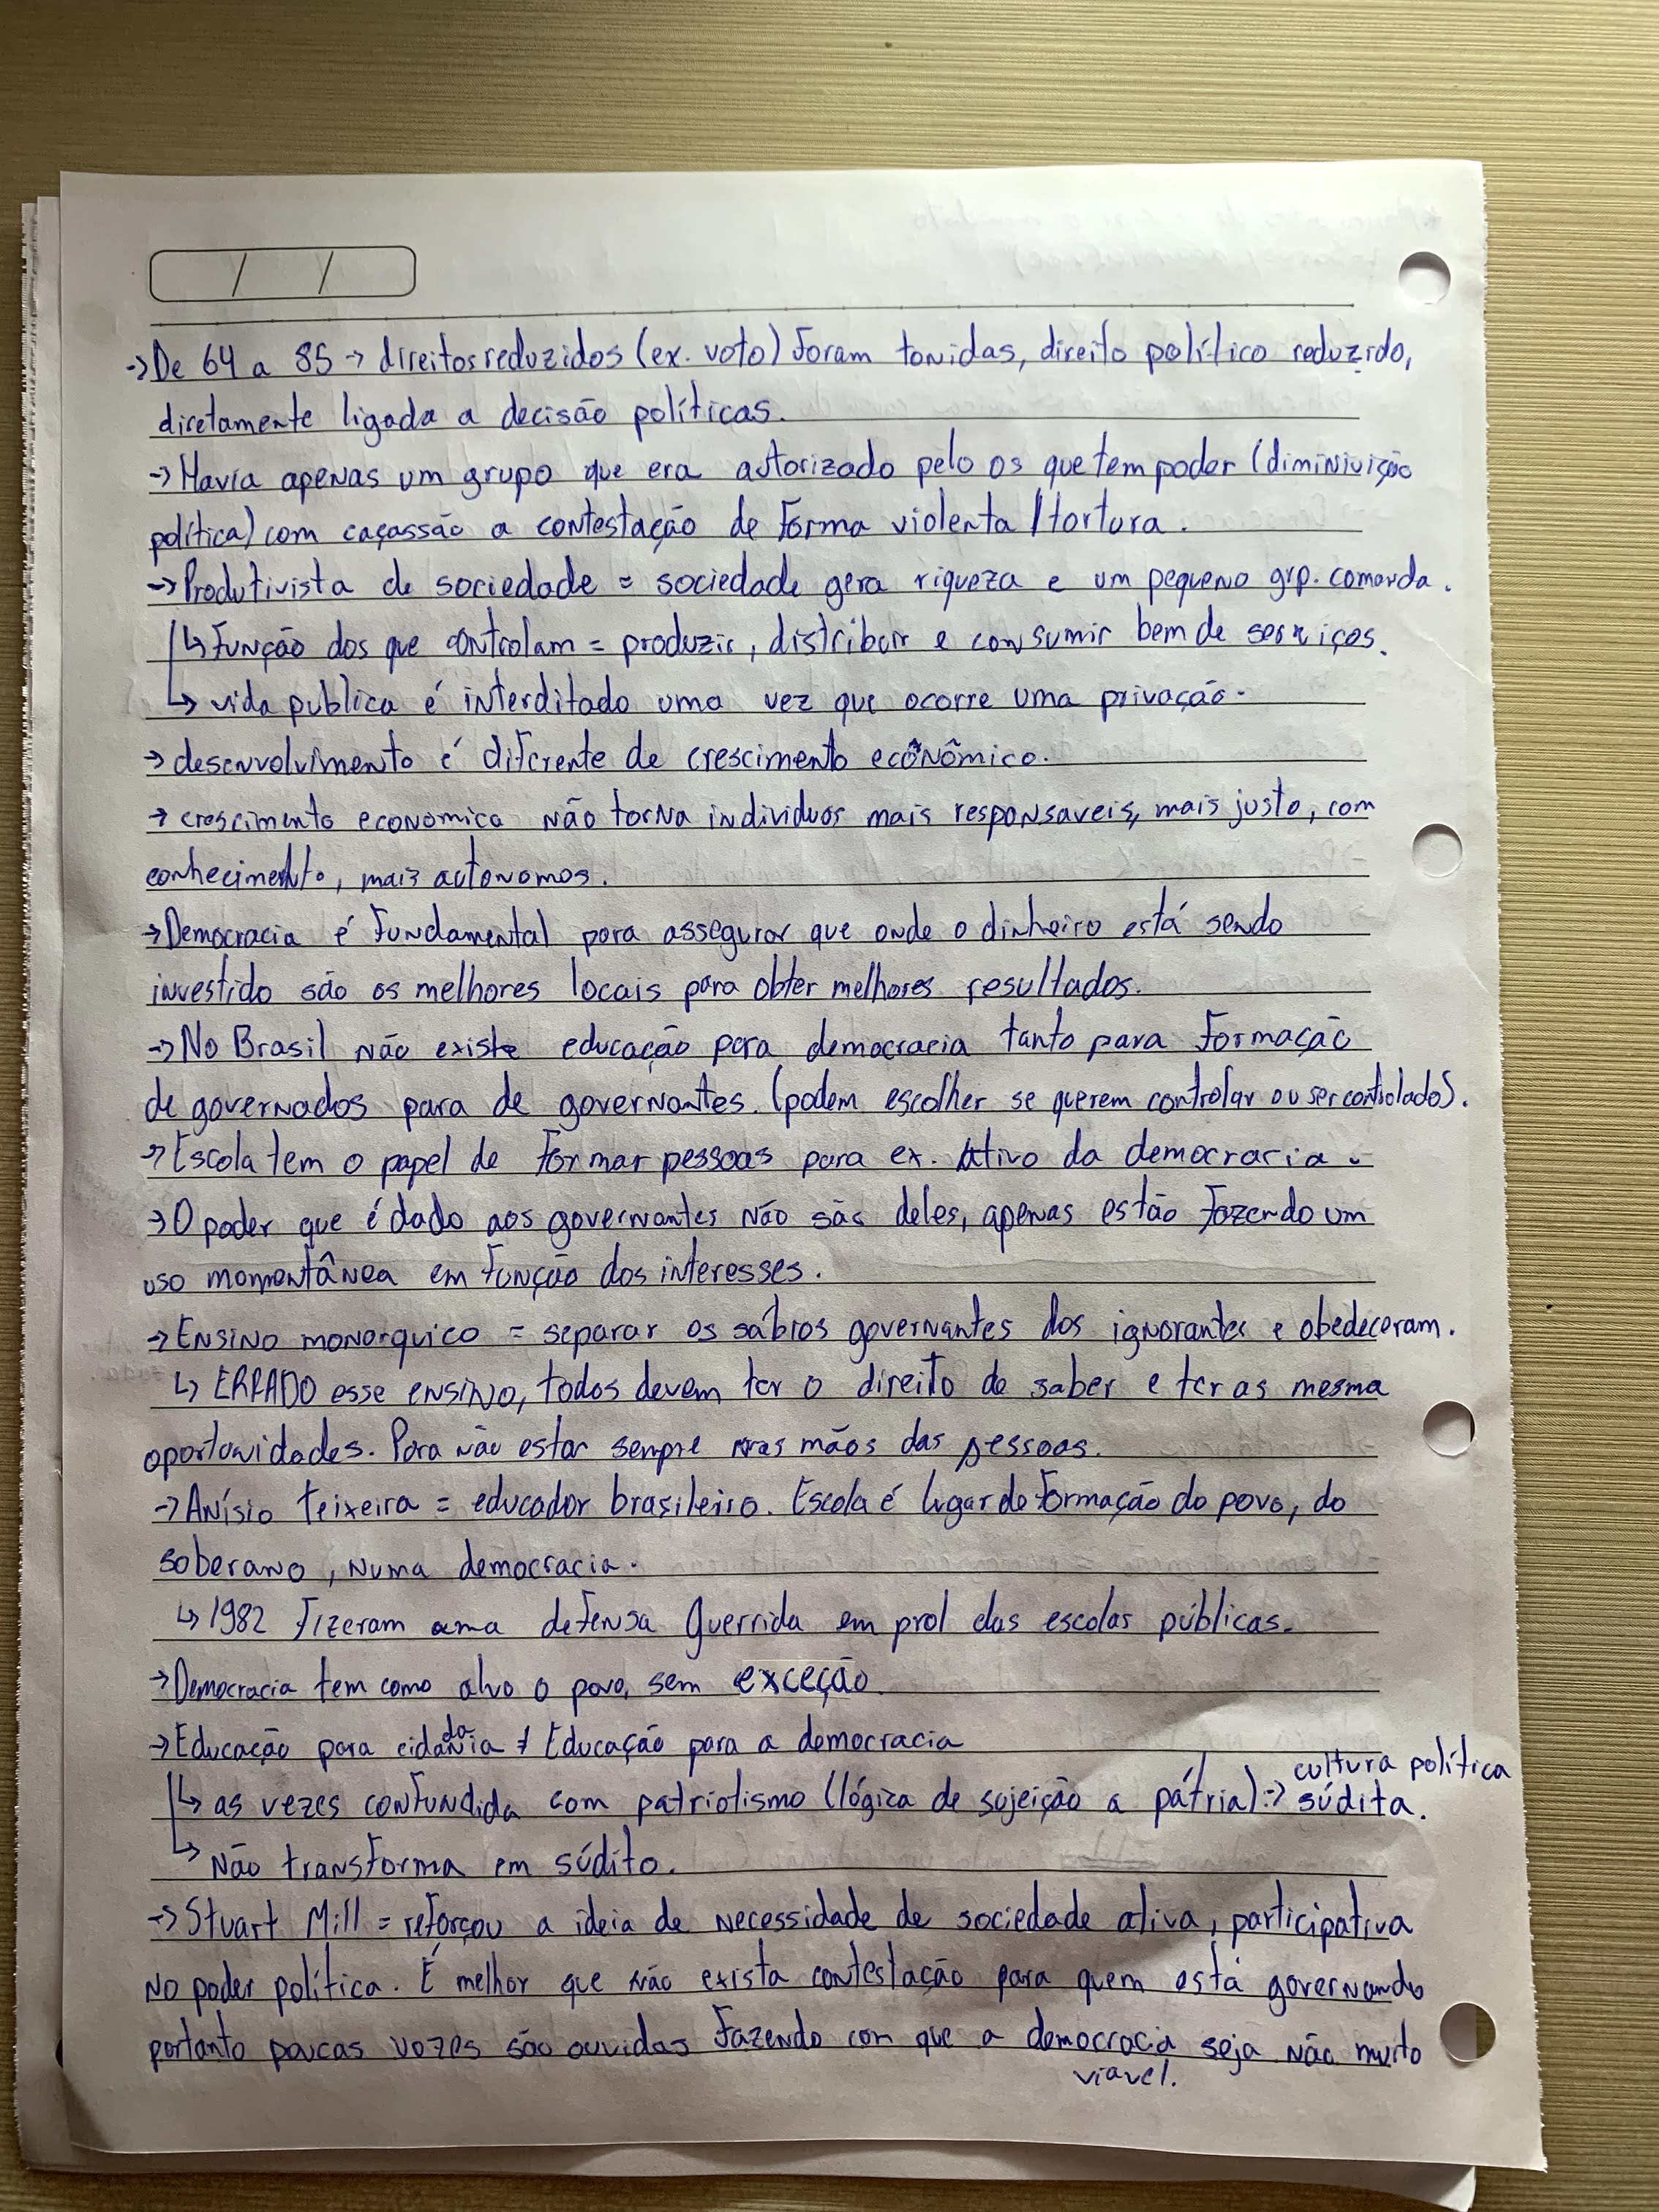 / /
→De 64 a 85 → direitos reduzidos (ex. voto) foram tonidas, direito político reduzido,
diretamente ligada a decisão políticas.
→Havia apenas um grupo que era autorizado pelo os que tem poder (diminiuição
política) com caçassão a contestação de forma violenta/tortura.
→Produtivista de sociedade = sociedade gera riqueza e um pequeno grp. comanda.
↳Função dos que controlam = produzir, distribuir e consumir bem de serviços.
↳ vida publica é interditado uma vez que ocorre uma privação.
→ desenvolvimento é diferente de crescimento econômico.
→ crescimento economico não torna individuos mais responsaveis, mais justo, com
conhecimento, mais autonomos.
→Democracia é fundamental para assegurar que onde o dinheiro está sendo
investido são os melhores locais para obter melhores resultados.
→No Brasil não existe educação para democracia tanto para formação
de governados para de governantes. (podem escolher se querem controlar ou ser controlados).
→Escola tem o papel de formar pessoas para ex. Ativo da democracia.
→O poder que é dado aos governantes não são deles, apenas estão fazendo um
uso momentânea em função dos interesses.
→Ensino monarquico = separar os sábios governantes dos ignorantes e obedeceram.
↳ ERRADO esse ensino, todos devem ter o direito de saber e ter as mesma
oportunidades. Para não estar sempre nas mãos das pessoas.
→Anísio Teixeira = educador brasileiro. Escola é lugar de formação do povo, do
soberano, numa democracia.
↳ 1982 fizeram uma defensa guerrida em prol das escolas públicas.
→Democracia tem como alvo o povo, sem exceção.
→Educação para cidadania ≠ Educação para a democracia
↳ as vezes confundida com patriotismo (lógica de sujeição a pátria) → cultura política
súdita.
↳ Não transforma em súdito.
→Stuart Mill = reforçou a ideia de necessidade de sociedade ativa, participativa
no poder política. É melhor que não exista contestação para quem está governando
portanto poucas vozes são ouvidas fazendo com que a democracia seja não muito
viavel.